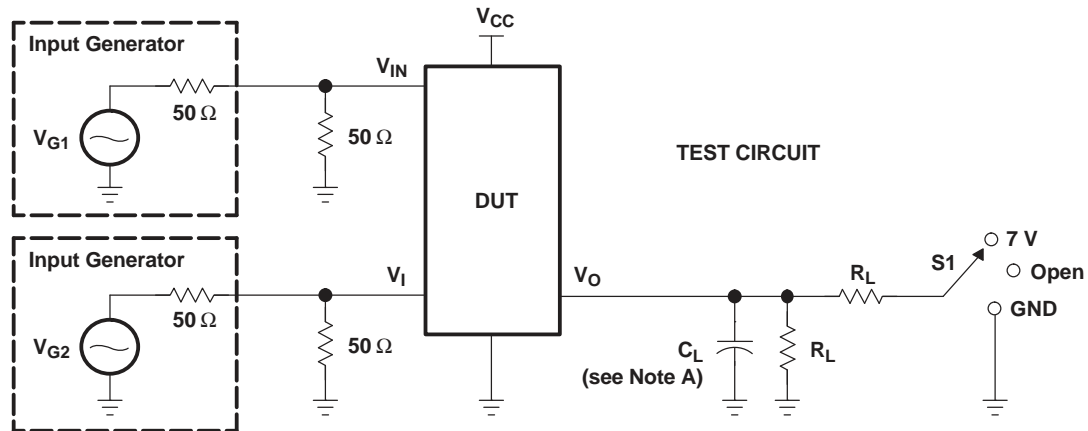 V_CC
Input Generator
V_IN
50 Ω
V_G1
50 Ω
TEST CIRCUIT
DUT
Input Generator
7 V
S1
Open
V_I
V_O
R_L
GND
50 Ω
V_G2
50 Ω
C_L
(see Note A)
R_L